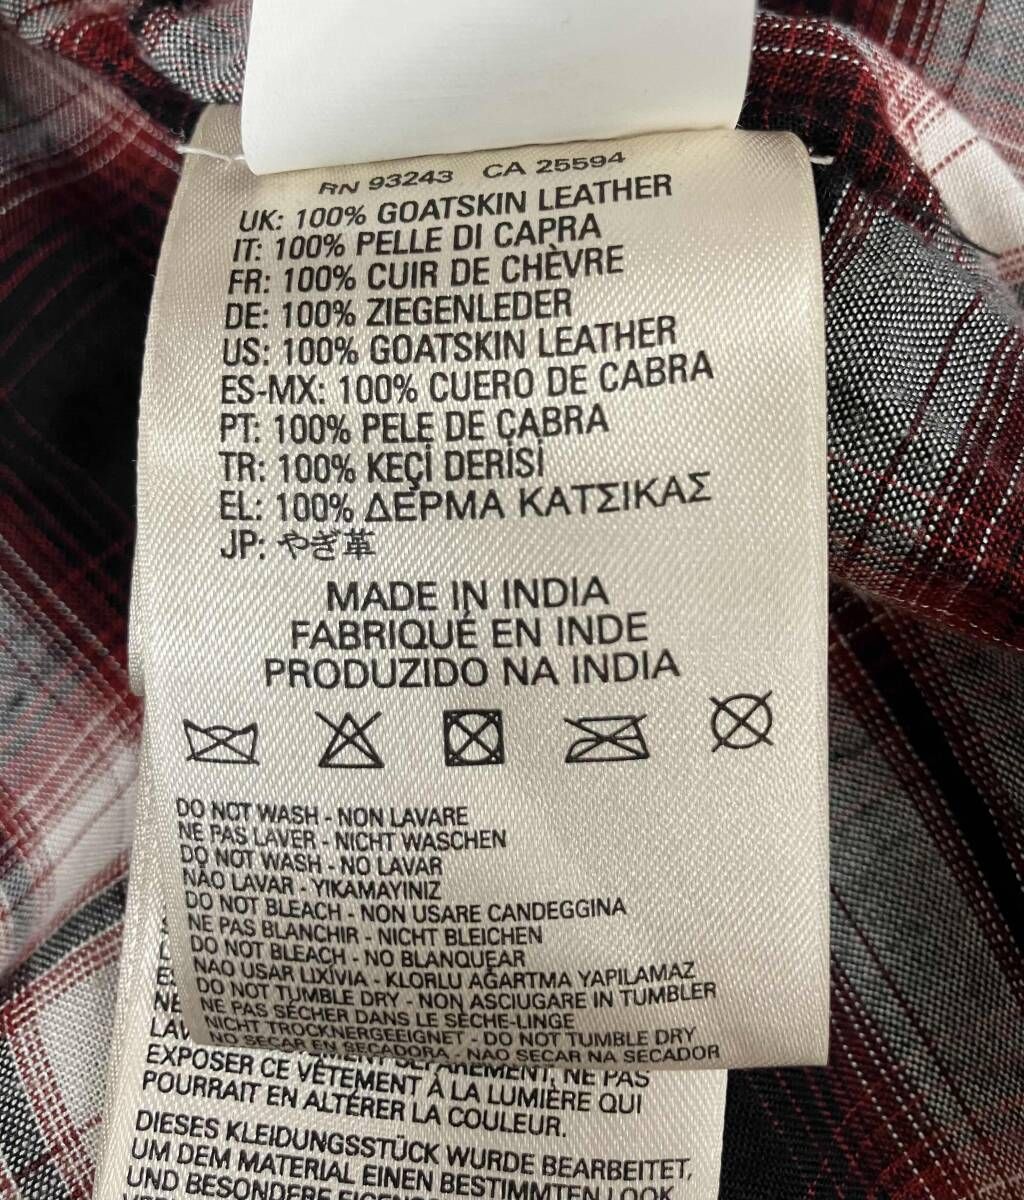 RN 93243 CA 25594
UK: 100% GOATSKIN LEATHER
IT: 100% PELLE DI CAPRA
FR: 100% CUIR DE CHÈVRE
DE: 100% ZIEGENLEDER
US: 100% GOATSKIN LEATHER
ES-MX: 100% CUERO DE CABRA
PT: 100% PELE DE CABRA
TR: 100% KEÇİ DERİSİ
EL: 100% ΔΕΡΜΑ ΚΑΤΣΙΚΑΣ
JP: やぎ革
MADE IN INDIA
FABRIQUÉ EN INDE
PRODUZIDO NA INDIA
DO NOT WASH - NON LAVARE
NE PAS LAVER - NICHT WASCHEN
DO NOT WASH - NO LAVAR
NÃO LAVAR - YIKAMAYINIZ
DO NOT BLEACH - NON USARE CANDEGGINA
NE PAS BLANCHIR - NICHT BLEICHEN
DO NOT BLEACH - NO BLANQUEAR
NAO USAR LIXÍVIA - KLORLU AĞARTMA YAPILAMAZ
DO NOT TUMBLE DRY - NON ASCIUGARE IN TUMBLER
NE PAS SÉCHER DANS LE SÈCHE-LINGE
NICHT TROCKNERGEEIGNET - DO NOT TUMBLE DRY
NO SECAR EN SECADORA - NAO SECAR NA SECADOR
NE PAS
EXPOSER CE VÊTEMENT À LA LUMIÈRE QUI
POURRAIT EN ALTÉRER LA COULEUR.
DIESES KLEIDUNGSSTÜCK WURDE BEARBEITET,
UM DEM MATERIAL EINEN BESTIMMTEN LOOK
UND BESONDERE